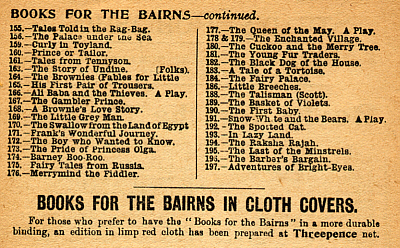 BOOKS FOR THE BAIRNS—continued.
155.—Tales Told in the Rag-Bag.
156.—The Palace under the Sea
159.—Curly in Toyland.
160.—Prince or Tailor.
161.—Tales from Tennyson.
163.—The Story of Undine. (Folks).
164.—The Brownies (Fables for Little
165.—His First Pair of Trousers.
166.—Ali Baba and the Thieves. A Play.
167.—The Gambler Prince.
168.—A Brownie's Love Story.
169.—The Little Grey Man.
170.—The Swallow from the Land of Egypt
171.—Frank's Wonderful Journey.
172.—The Boy who Wanted to Know.
173.—The Pride of Princess Olga.
174.—Barney Boo-Roo.
175.—Fairy Tales from Russia.
176.—Merrymind the Fiddler.
177.—The Queen of the May. A Play.
178 & 179.—The Enchanted Village.
180.—The Cuckoo and the Merry Tree.
181.—The Young Fur Traders.
182.—The Black Dog of the House.
183.—A Tale of a Tortoise.
184.—The Fairy Palace.
186.—Little Breeches.
188.—The Talisman (Scott).
189.—The Basket of Violets.
190.—The First Baby.
191.—Snow-White and the Bears. A Play.
192.—The Spotted Cat.
193.—In Lazy Land.
194.—The Raksha Rajah.
195.—The Last of the Minstrels.
196.—The Barber's Bargain.
197.—Adventures of Bright-Eyes.
BOOKS FOR THE BAIRNS IN CLOTH COVERS.
For those who prefer to have the "Books for the Bairns" in a more durable
binding, an edition in limp red cloth has been prepared at Threepence net.